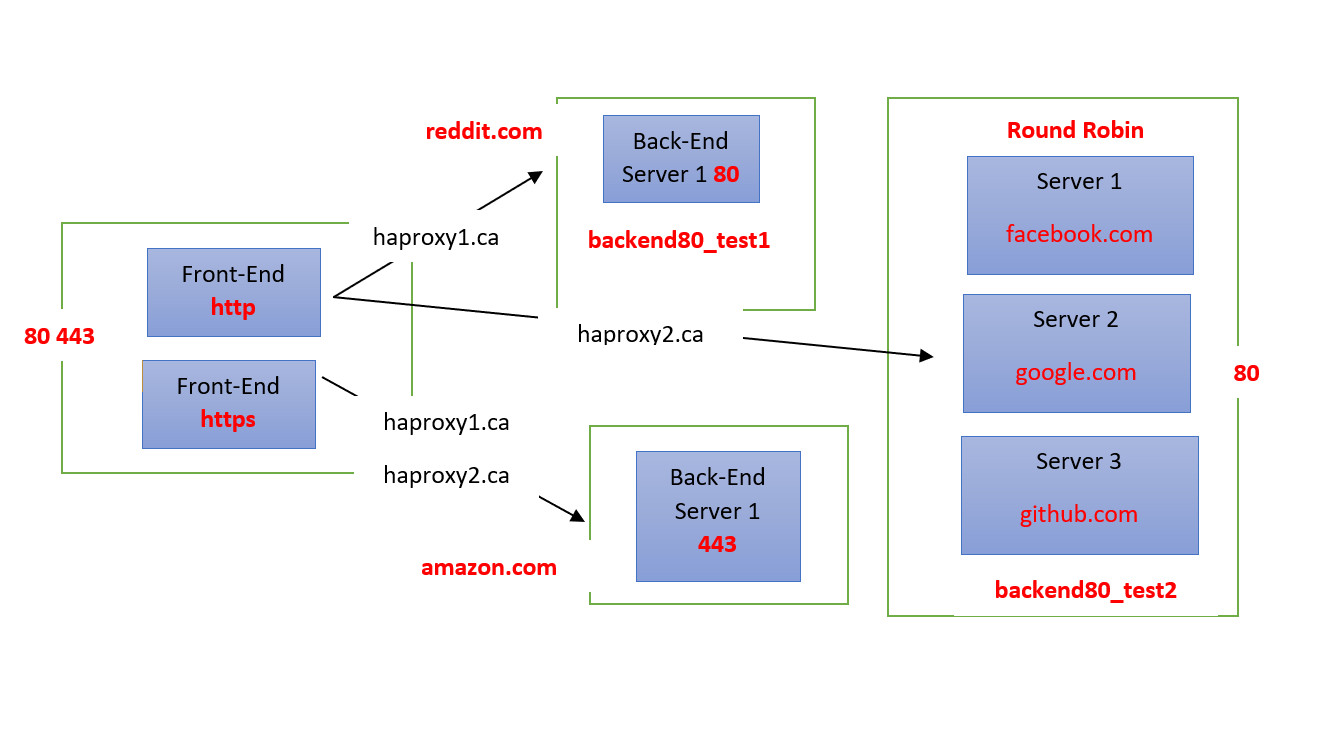 80 443
Front-End
http
Front-End
https
haproxy1.ca
haproxy2.ca
haproxy1.ca
haproxy2.ca
reddit.com
Back-End
Server 1 80
backend80_test1
amazon.com
Back-End
Server 1
443
Round Robin
Server 1
facebook.com
Server 2
google.com
Server 3
github.com
backend80_test2
80